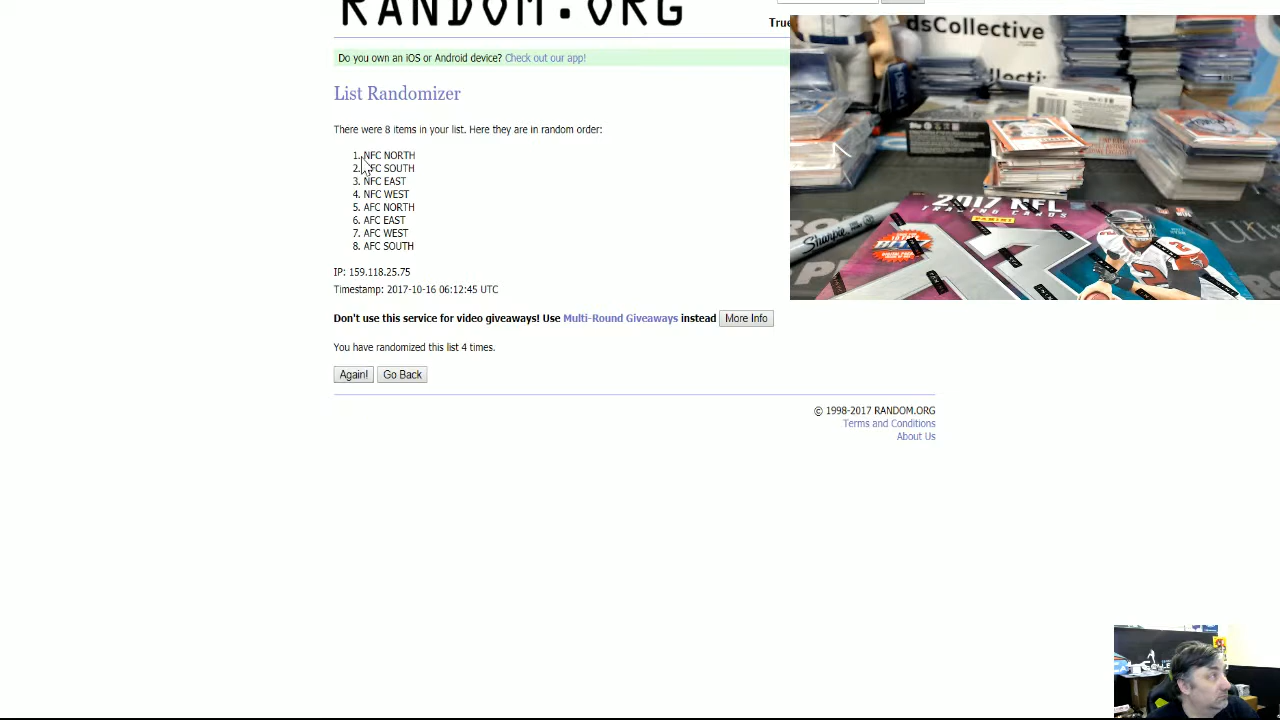 RANDOM.ORG
True
Do you own an iOS or Android device? Check out our app!
List Randomizer
There were 8 items in your list. Here they are in random order:
1. NFC NORTH
2. NFC SOUTH
3. NFC EAST
4. NFC WEST
5. AFC NORTH
6. AFC EAST
7. AFC WEST
8. AFC SOUTH
IP: 159.118.25.75
Timestamp: 2017-10-16 06:12:45 UTC
Don't use this service for video giveaways! Use Multi-Round Giveaways instead More Info
You have randomized this list 4 times.
Again! Go Back
© 1998-2017 RANDOM.ORG
Terms and Conditions
About Us
dsCollective
Sharpie
2017 NFL
TRADING CARDS
PANINI